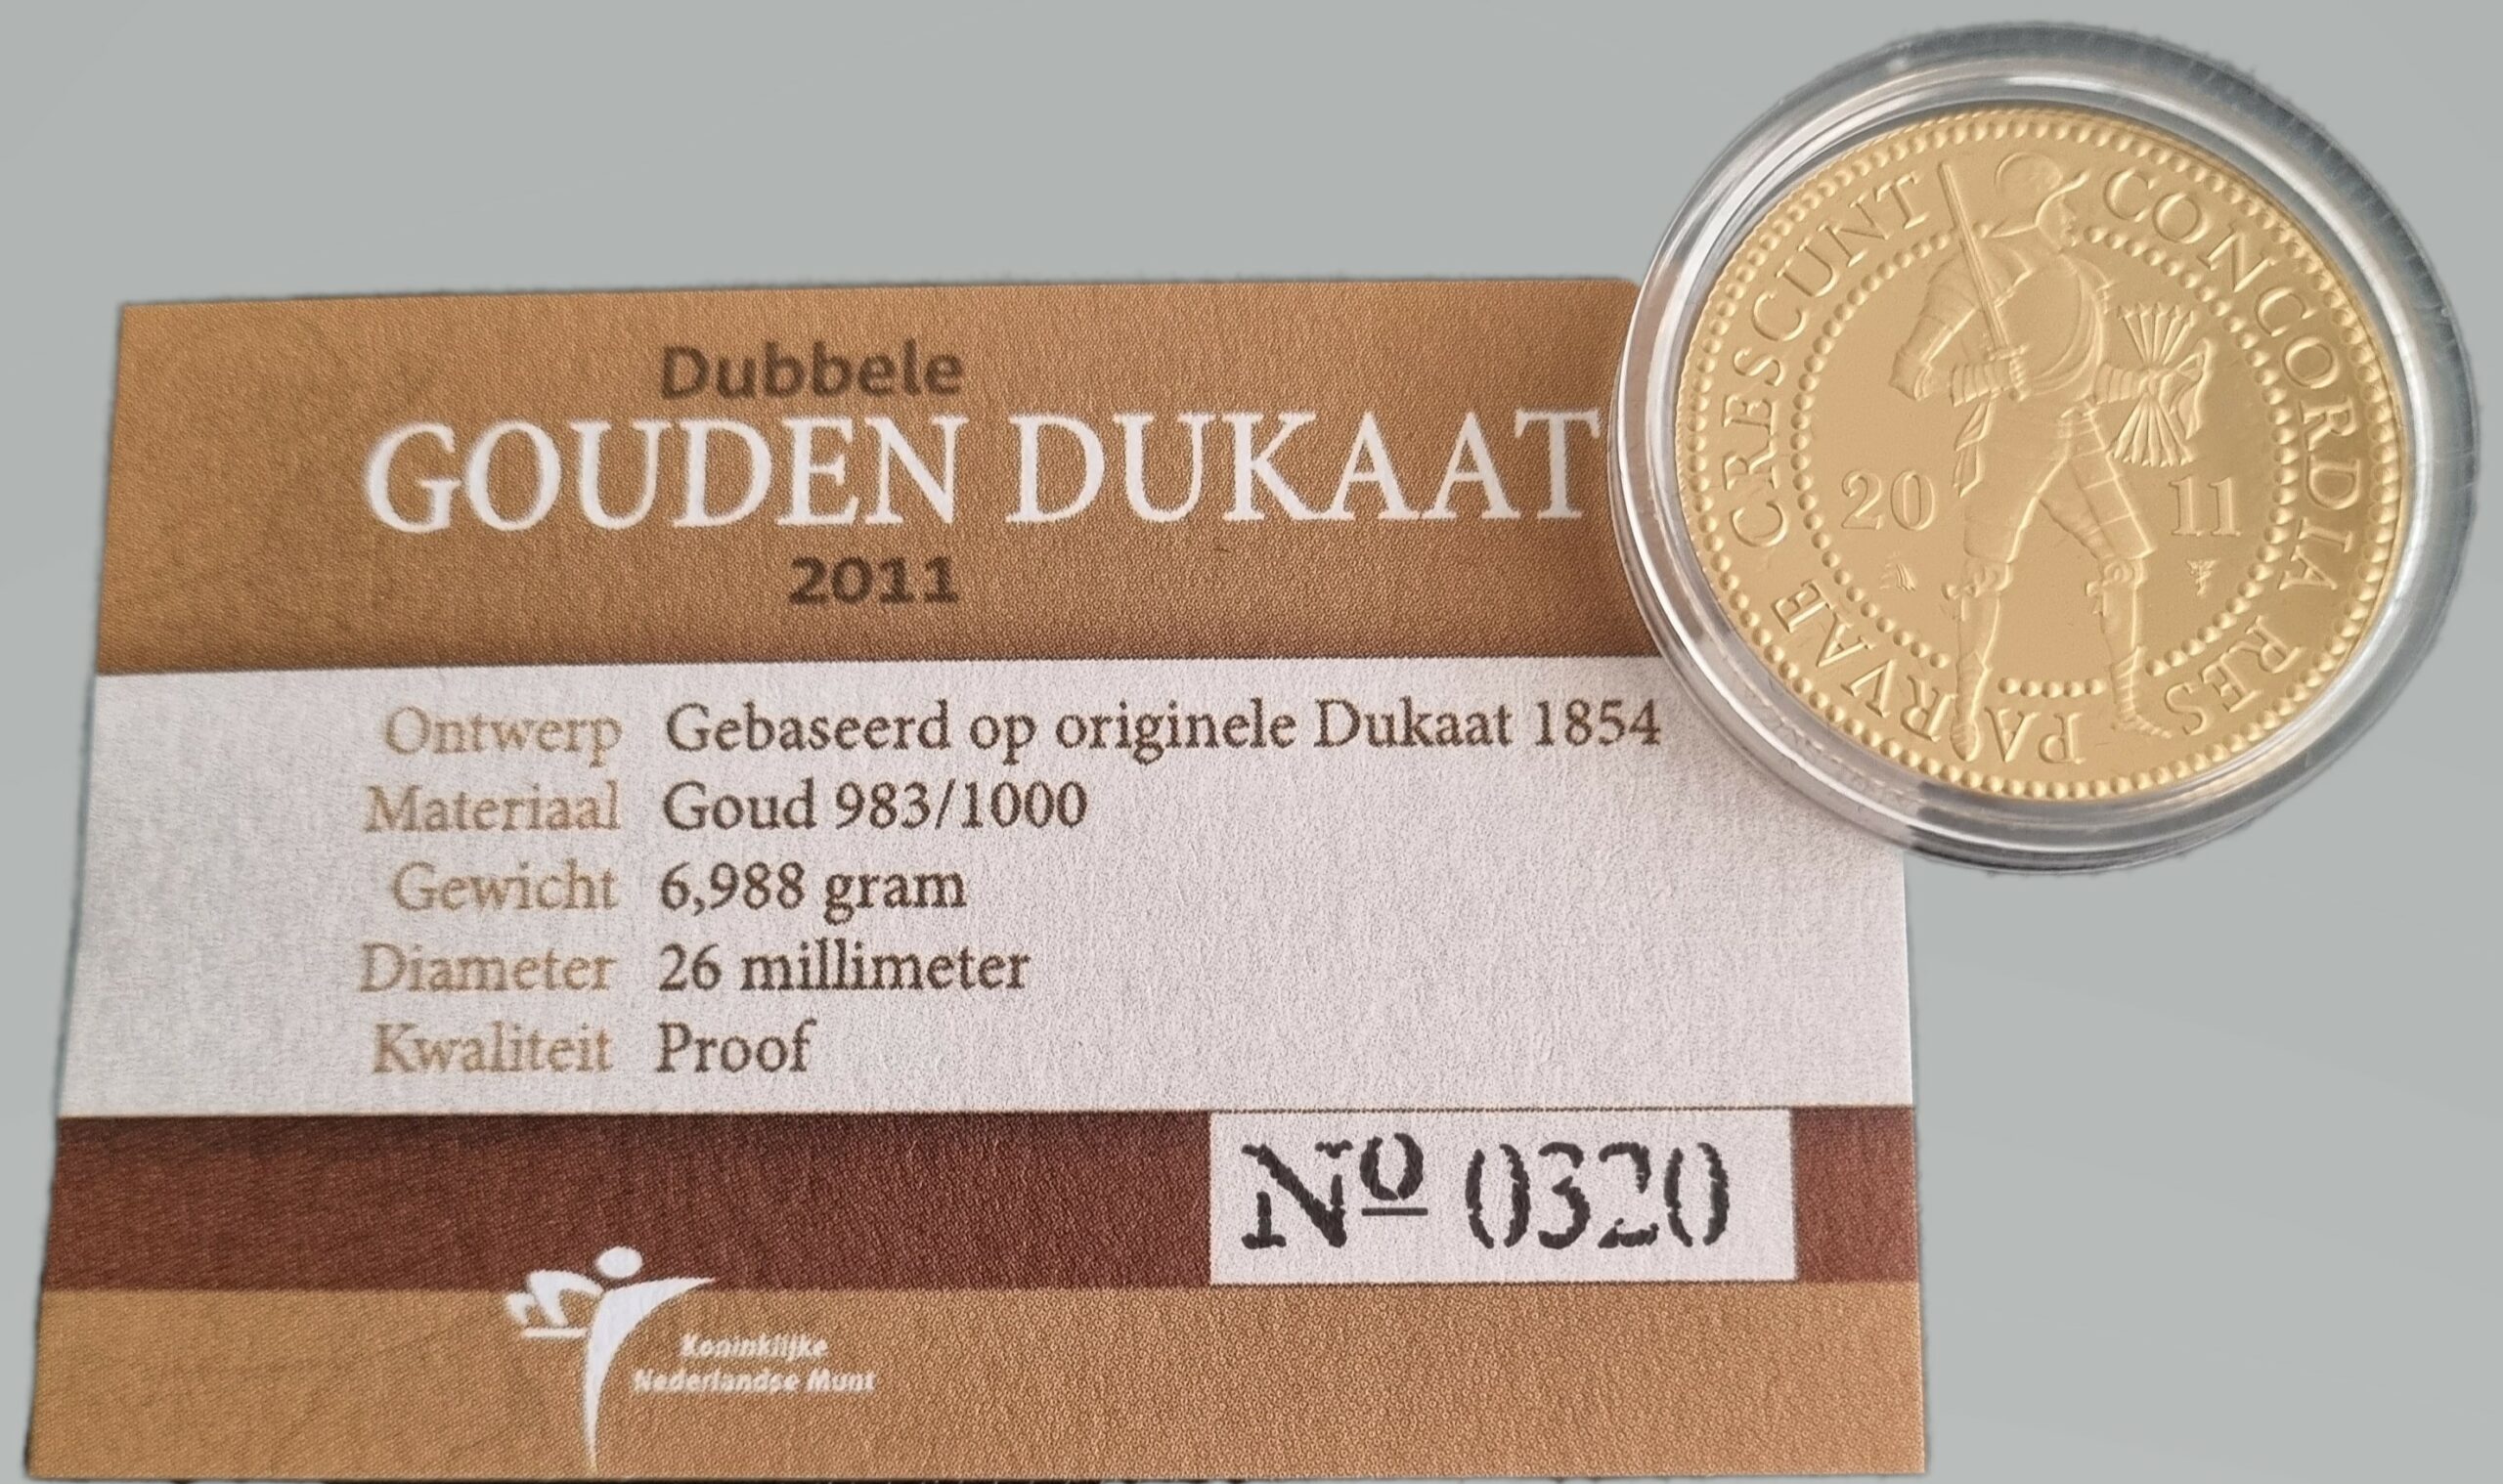 Dubbele
GOUDEN DUKAAT
2011
Ontwerp Gebaseerd op originele Dukaat 1854
Materiaal Goud 983/1000
Gewicht 6,988 gram
Diameter 26 millimeter
Kwaliteit Proof
Nº 0320
Koninklijke
Nederlandse Munt
CONCORDIA RES PARVAE CRESCUNT
20 11